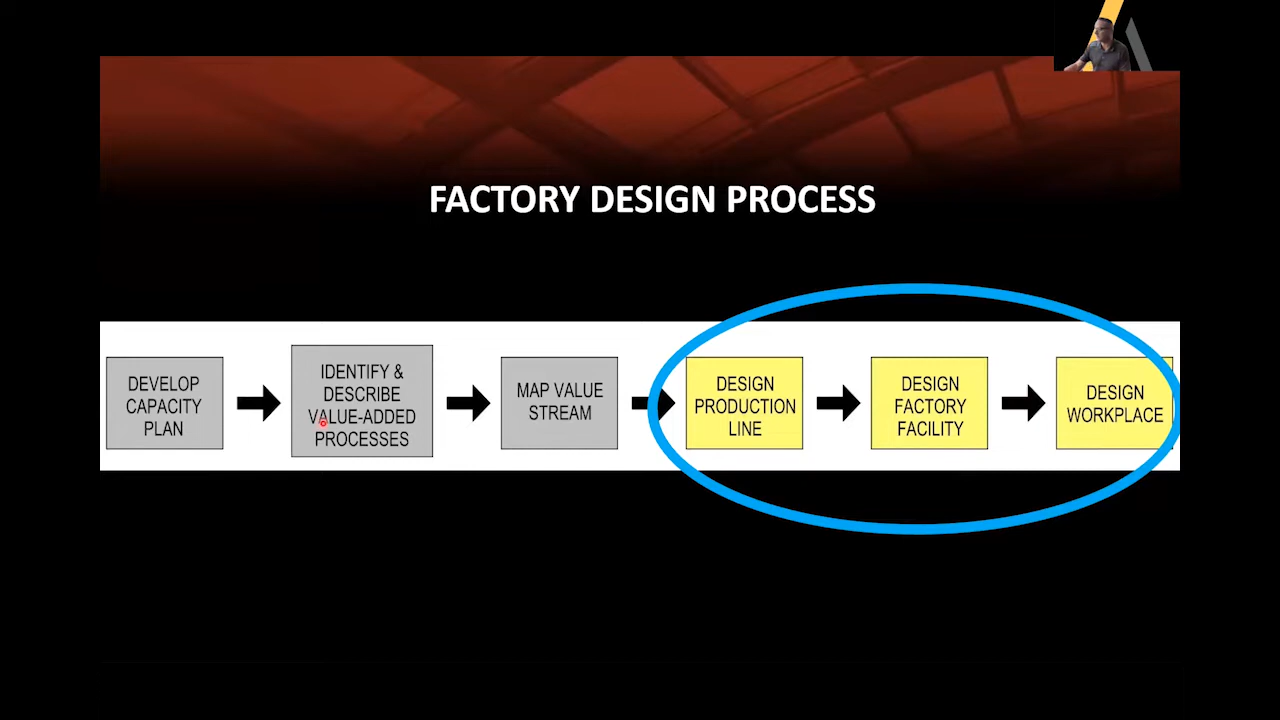 FACTORY DESIGN PROCESS
DEVELOP
CAPACITY
PLAN
IDENTIFY &
DESCRIBE
VALUE-ADDED
PROCESSES
MAP VALUE
STREAM
DESIGN
PRODUCTION
LINE
DESIGN
FACTORY
FACILITY
DESIGN
WORKPLACE